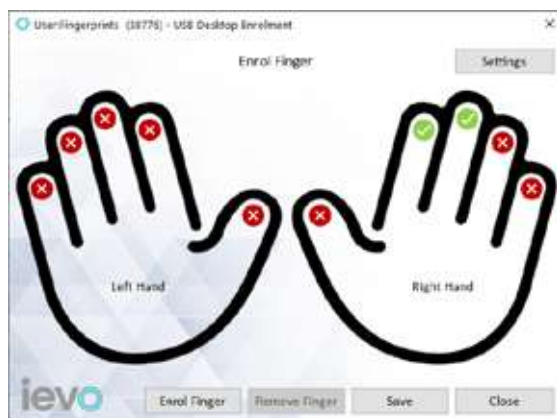 UserFingerprints (38776) - USB Desktop Enrolment
Enrol Finger
Settings
Left Hand
Right Hand
ievo
Enrol Finger
Remove Finger
Save
Close